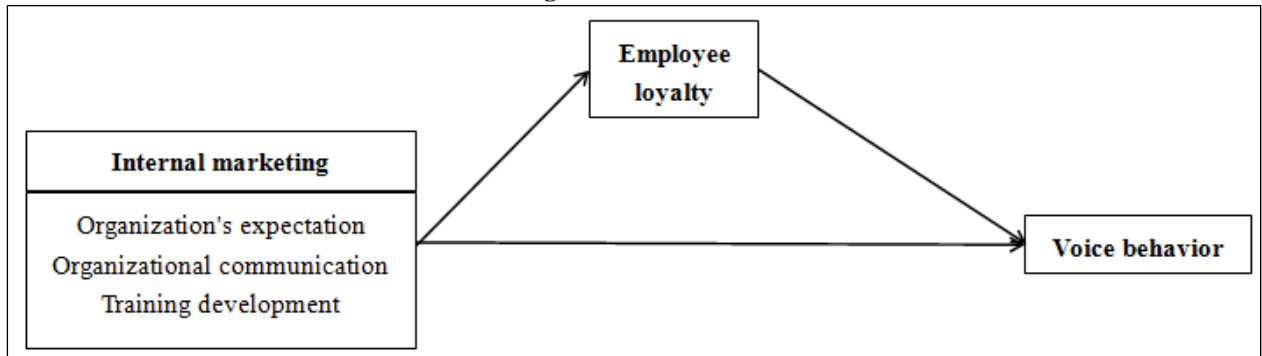 Employee
loyalty
Internal marketing
Organization's expectation
Organizational communication
Training development
Voice behavior